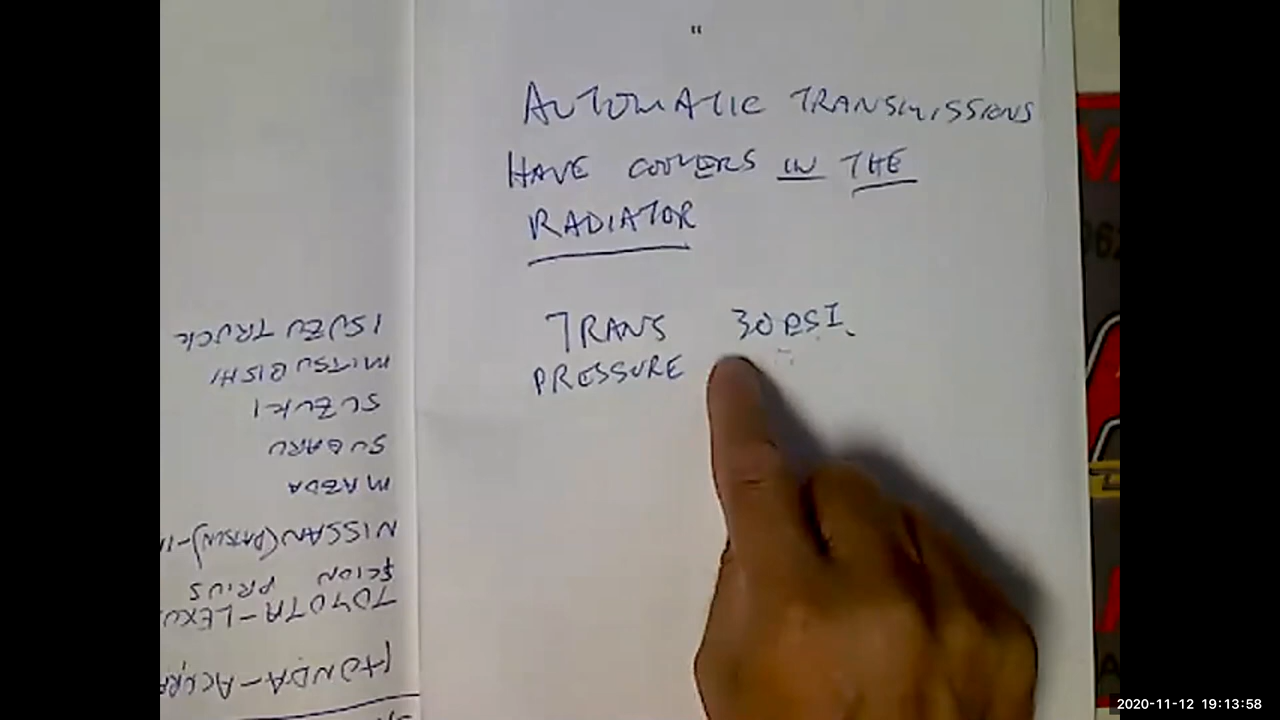 "
AUTOMATIC TRANSMISSIONS
HAVE COOLERS IN THE
RADIATOR
TRANS 30 PSI.
PRESSURE
HONDA-ACURA
TOYOTA-LEXUS
SCION PRIUS
NISSAN (DATSUN)-I
MAZDA
SUBARU
SUZUKI
MITSUBISHI
ISUZU TRUCK
2020-11-12 19:13:58